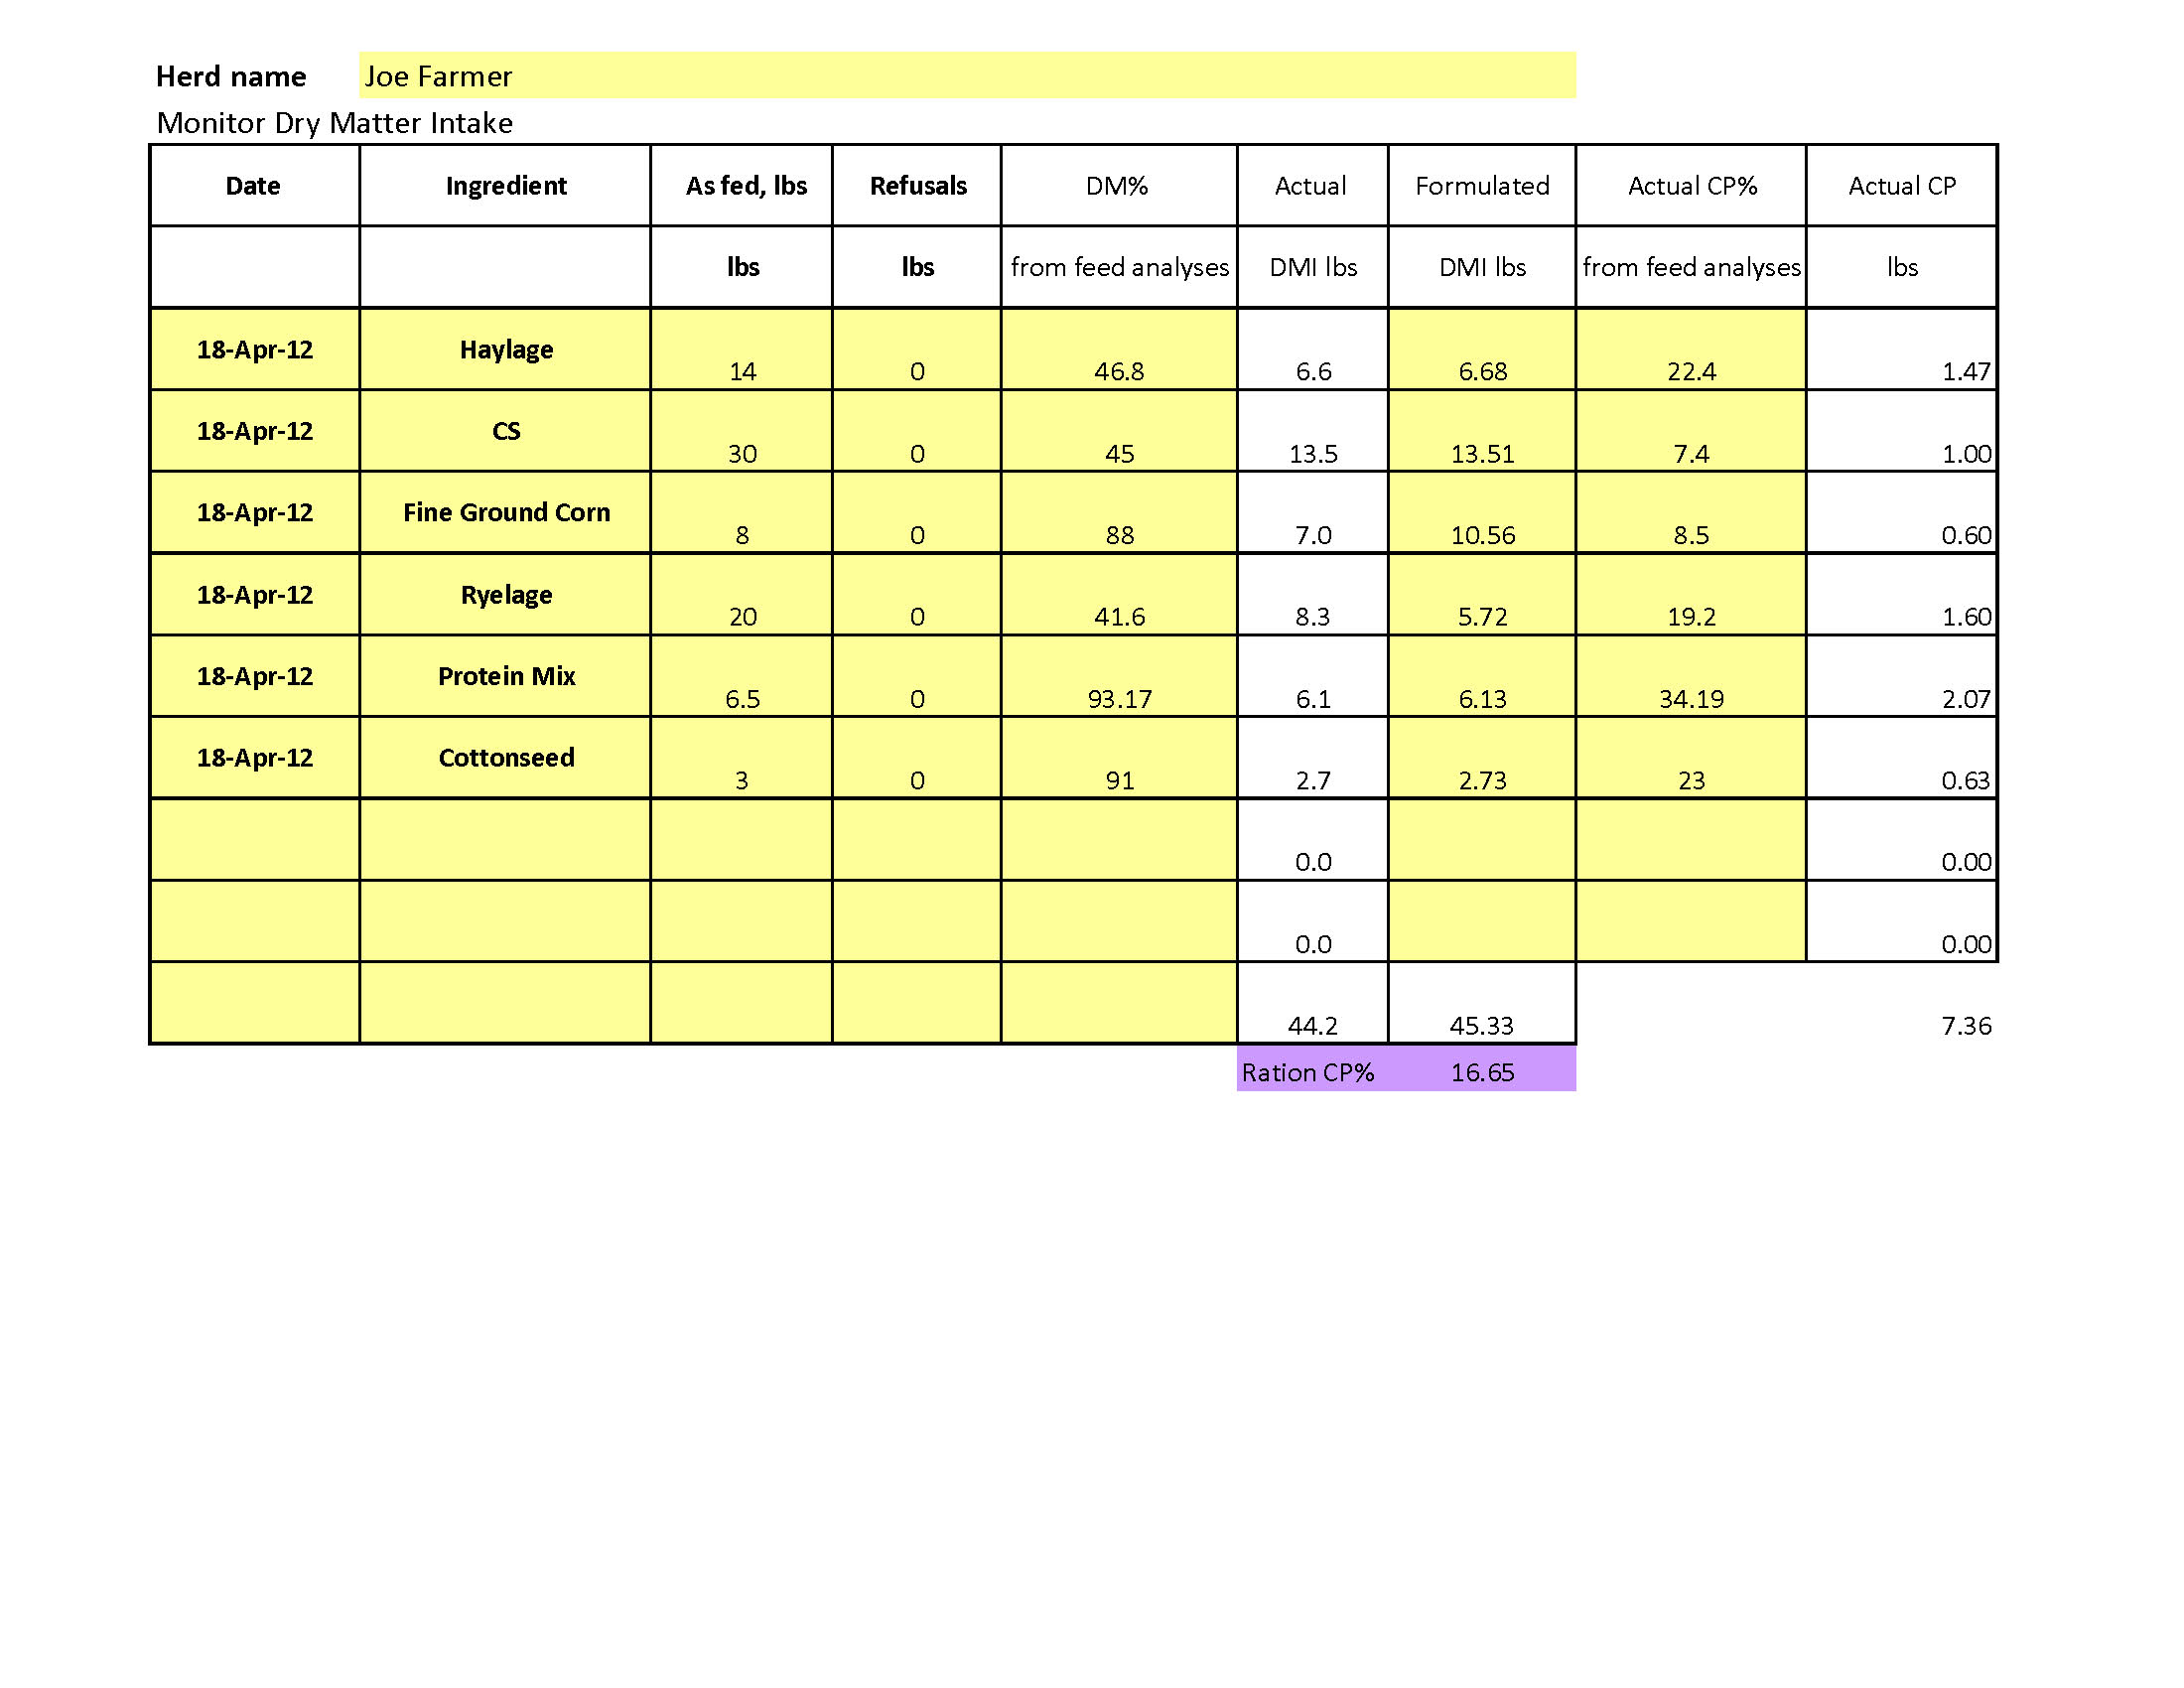 Herd name Joe Farmer
Monitor Dry Matter Intake
Date Ingredient As fed, lbs Refusals DM% Actual Formulated Actual CP% Actual CP
lbs lbs from feed analyses DMI lbs DMI lbs from feed analyses lbs
18-Apr-12 Haylage 14 0 46.8 6.6 6.68 22.4 1.47
18-Apr-12 CS 30 0 45 13.5 13.51 7.4 1.00
18-Apr-12 Fine Ground Corn 8 0 88 7.0 10.56 8.5 0.60
18-Apr-12 Ryelage 20 0 41.6 8.3 5.72 19.2 1.60
18-Apr-12 Protein Mix 6.5 0 93.17 6.1 6.13 34.19 2.07
18-Apr-12 Cottonseed 3 0 91 2.7 2.73 23 0.63
0.0 0.00
0.0 0.00
44.2 45.33 7.36
Ration CP% 16.65